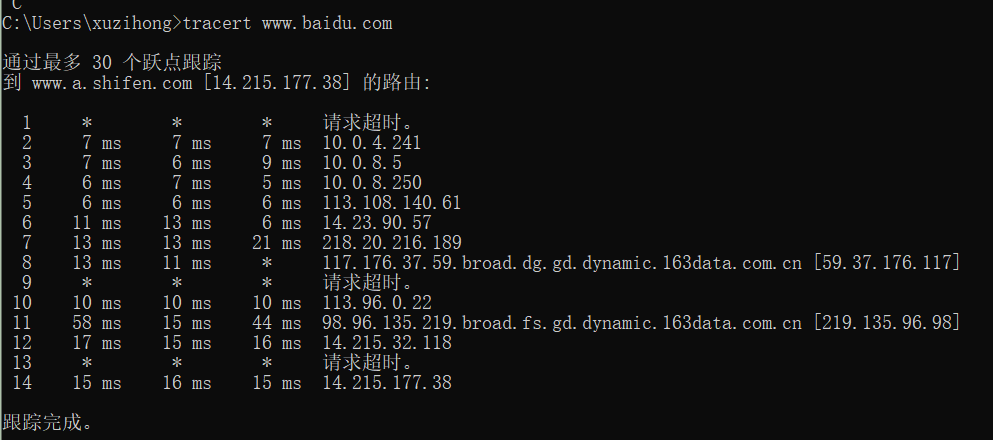 C
C:\Users\xuzihong>tracert www.baidu.com
通过最多 30 个跃点跟踪
到 www.a.shifen.com [14.215.177.38] 的路由:
1 * * * 请求超时。
2 7 ms 7 ms 7 ms 10.0.4.241
3 7 ms 6 ms 9 ms 10.0.8.5
4 6 ms 7 ms 5 ms 10.0.8.250
5 6 ms 6 ms 6 ms 113.108.140.61
6 11 ms 13 ms 6 ms 14.23.90.57
7 13 ms 13 ms 21 ms 218.20.216.189
8 13 ms 11 ms * 117.176.37.59.broad.dg.gd.dynamic.163data.com.cn [59.37.176.117]
9 * * * 请求超时。
10 10 ms 10 ms 10 ms 113.96.0.22
11 58 ms 15 ms 44 ms 98.96.135.219.broad.fs.gd.dynamic.163data.com.cn [219.135.96.98]
12 17 ms 15 ms 16 ms 14.215.32.118
13 * * * 请求超时。
14 15 ms 16 ms 15 ms 14.215.177.38
跟踪完成。